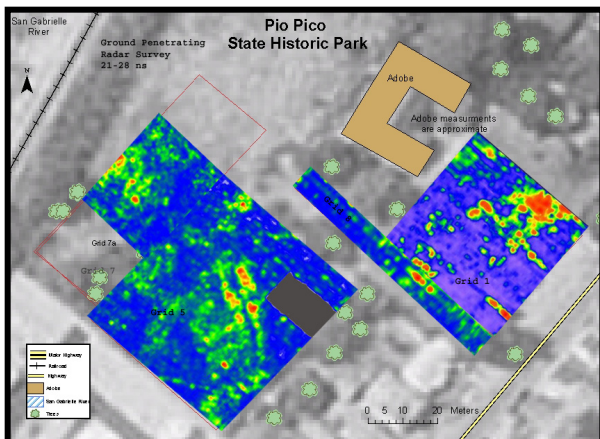 San Gabrielle
River
Pio Pico
State Historic Park
Ground Penetrating
Radar Survey
21-28 ns
N
Adobe
Adobe measurments
are approximate
Grid 7a
Grid 7
Grid 5
Grid 1
Major Highway
Railroad
Highway
Adobe
San Gabrielle River
Trees
0 5 10 20 Meters